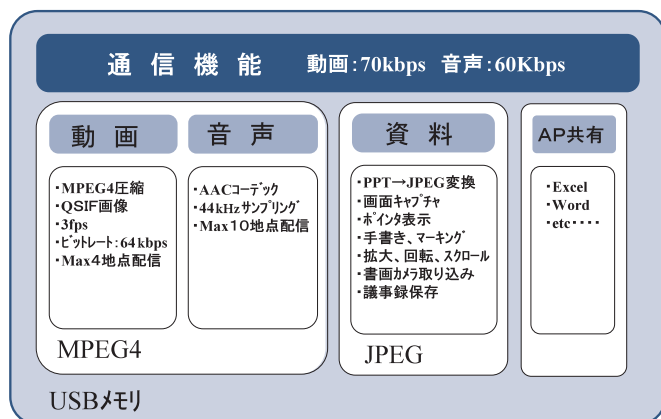 通信機能 動画:70kbps 音声:60Kbps
動画
・MPEG4圧縮
・QSIF画像
・3fps
・ビットレート:64kbps
・Max4地点配信
音声
・AACコーデック
・44kHzサンプリング
・Max10地点配信
MPEG4
資料
・PPT→JPEG変換
・画面キャプチャ
・ポインタ表示
・手書き、マーキング
・拡大、回転、スクロール
・書画カメラ取り込み
・議事録保存
JPEG
AP共有
・Excel
・Word
・etc・・・・
USBメモリ